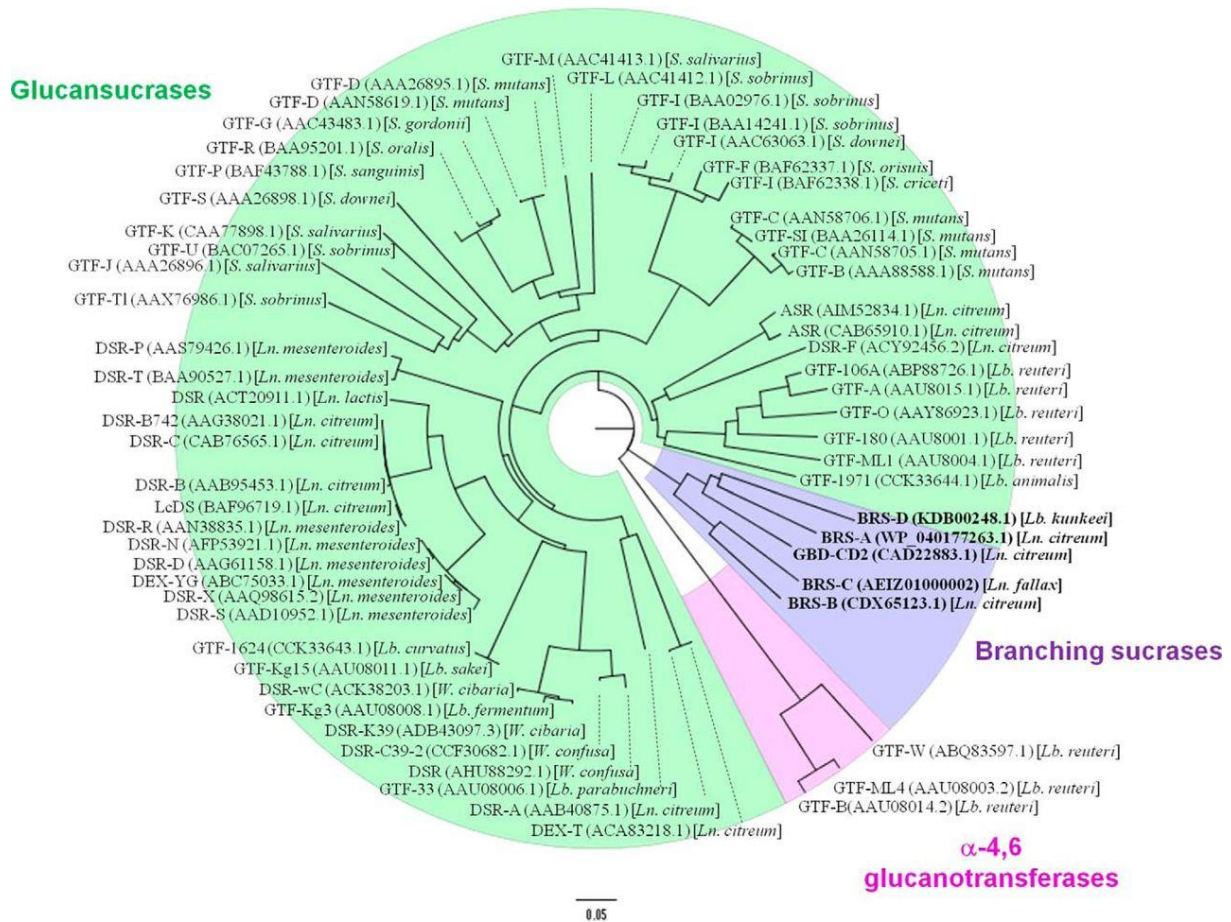 Glucansucrases
GTF-M (AAC41413.1) [S. salivarius]
GTF-L (AAC41412.1) [S. sobrinus]
GTF-D (AAA26895.1) [S. mutans]
GTF-D (AAN58619.1) [S. mutans]
GTF-G (AAC43483.1) [S. gordonii]
GTF-R (BAA95201.1) [S. oralis]
GTF-P (BAF43788.1) [S. sanguinis]
GTF-S (AAA26898.1) [S. downei]
GTF-K (CAA77898.1) [S. salivarius]
GTF-U (BAC07265.1) [S. sobrinus]
GTF-J (AAA26896.1) [S. salivarius]
GTF-T1 (AAX76986.1) [S. sobrinus]
DSR-P (AAS79426.1) [Ln. mesenteroides]
DSR-T (BAA90527.1) [Ln. mesenteroides]
DSR (ACT20911.1) [Ln. lactis]
DSR-B742 (AAG38021.1) [Ln. citreum]
DSR-C (CAB76565.1) [Ln. citreum]
DSR-B (AAB95453.1) [Ln. citreum]
LcDS (BAF96719.1) [Ln. citreum]
DSR-R (AAN38835.1) [Ln. mesenteroides]
DSR-N (AFP53921.1) [Ln. mesenteroides]
DSR-D (AAG61158.1) [Ln. mesenteroides]
DEX-YG (ABC75033.1) [Ln. mesenteroides]
DSR-X (AAQ98615.2) [Ln. mesenteroides]
DSR-S (AAD10952.1) [Ln. mesenteroides]
GTF-1624 (CCK33643.1) [Lb. curvatus]
GTF-Kg15 (AAU08011.1) [Lb. sakei]
DSR-wC (ACK38203.1) [W. cibaria]
GTF-Kg3 (AAU08008.1) [Lb. fermentum]
DSR-K39 (ADB43097.3) [W. cibaria]
DSR-C39-2 (CCF30682.1) [W. confusa]
DSR (AHU88292.1) [W. confusa]
GTF-33 (AAU08006.1) [Lb. parabuchneri]
DSR-A (AAB40875.1) [Ln. citreum]
DEX-T (ACA83218.1) [Ln. citreum]
GTF-I (BAA02976.1) [S. sobrinus]
GTF-I (BAA14241.1) [S. sobrinus]
GTF-I (AAC63063.1) [S. downei]
GTF-F (BAF62337.1) [S. orisuis]
GTF-I (BAF62338.1) [S. criceti]
GTF-C (AAN58706.1) [S. mutans]
GTF-SI (BAA26114.1) [S. mutans]
GTF-C (AAN58705.1) [S. mutans]
GTF-B (AAA88588.1) [S. mutans]
ASR (AIM52834.1) [Ln. citreum]
ASR (CAB65910.1) [Ln. citreum]
DSR-F (ACY92456.2) [Ln. citreum]
GTF-106A (ABP88726.1) [Lb. reuteri]
GTF-A (AAU8015.1) [Lb. reuteri]
GTF-O (AAY86923.1) [Lb. reuteri]
GTF-180 (AAU8001.1) [Lb. reuteri]
GTF-ML1 (AAU8004.1) [Lb. reuteri]
GTF-1971 (CCK33644.1) [Lb. animalis]
BRS-D (KDB00248.1) [Lb. kunkeei]
BRS-A (WP_040177263.1) [Ln. citreum]
GBD-CD2 (CAD22883.1) [Ln. citreum]
BRS-C (AEIZ01000002) [Ln. fallax]
BRS-B (CDX65123.1) [Ln. citreum]
Branching sucrases
GTF-W (ABQ83597.1) [Lb. reuteri]
GTF-ML4 (AAU08003.2) [Lb. reuteri]
GTF-B(AAU08014.2) [Lb. reuteri]
α-4,6
glucanotransferases
0.05